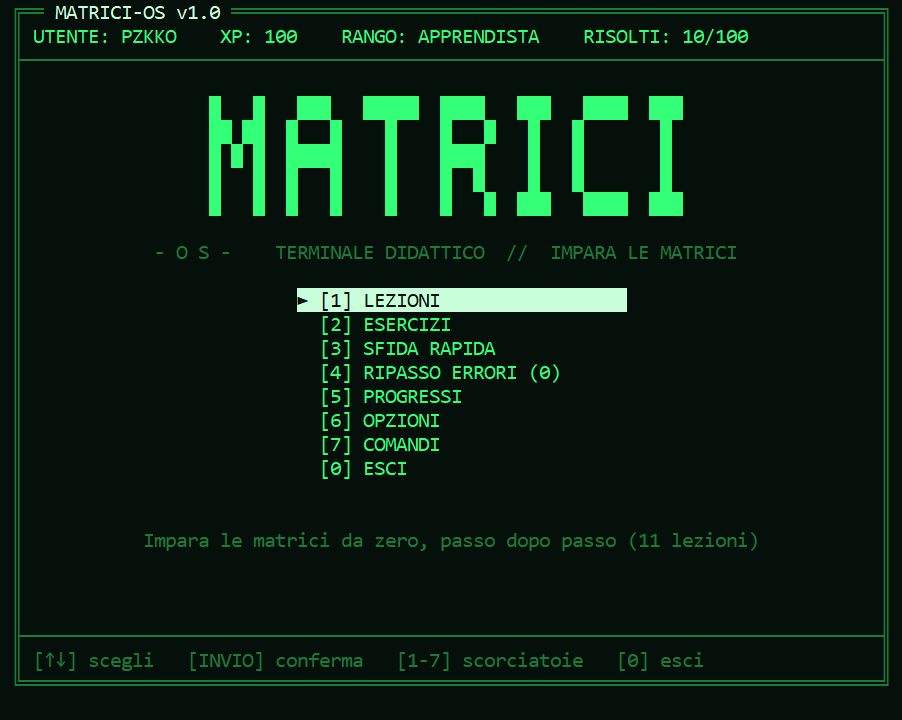 MATRICI-OS v1.0
UTENTE: PZKKO    XP: 100    RANGO: APPRENDISTA    RISOLTI: 10/100
MATRICI
- O S -    TERMINALE DIDATTICO  //  IMPARA LE MATRICI
► [1] LEZIONI
[2] ESERCIZI
[3] SFIDA RAPIDA
[4] RIPASSO ERRORI (0)
[5] PROGRESSI
[6] OPZIONI
[7] COMANDI
[0] ESCI
Impara le matrici da zero, passo dopo passo (11 lezioni)
[↑↓] scegli   [INVIO] conferma   [1-7] scorciatoie   [0] esci